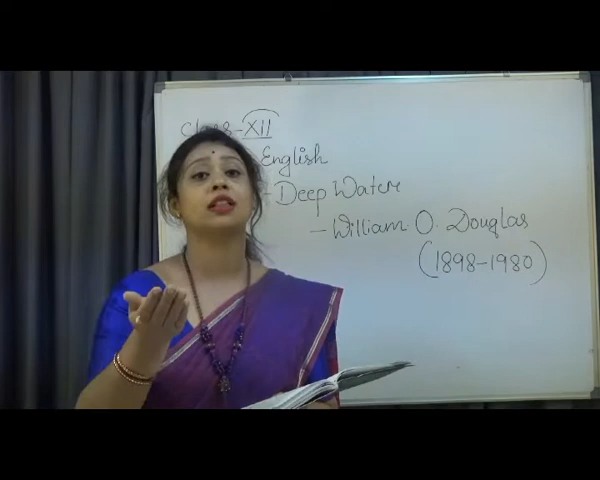 Class-XII
English
- Deep Water
- William O. Douglas
(1898-1980)